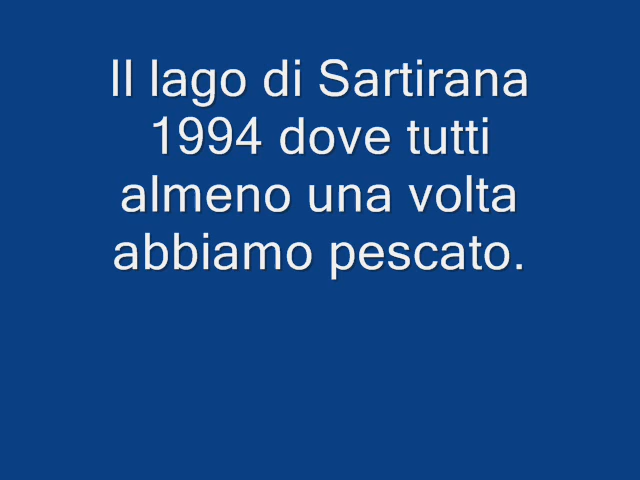 Il lago di Sartirana
1994 dove tutti
almeno una volta
abbiamo pescato.